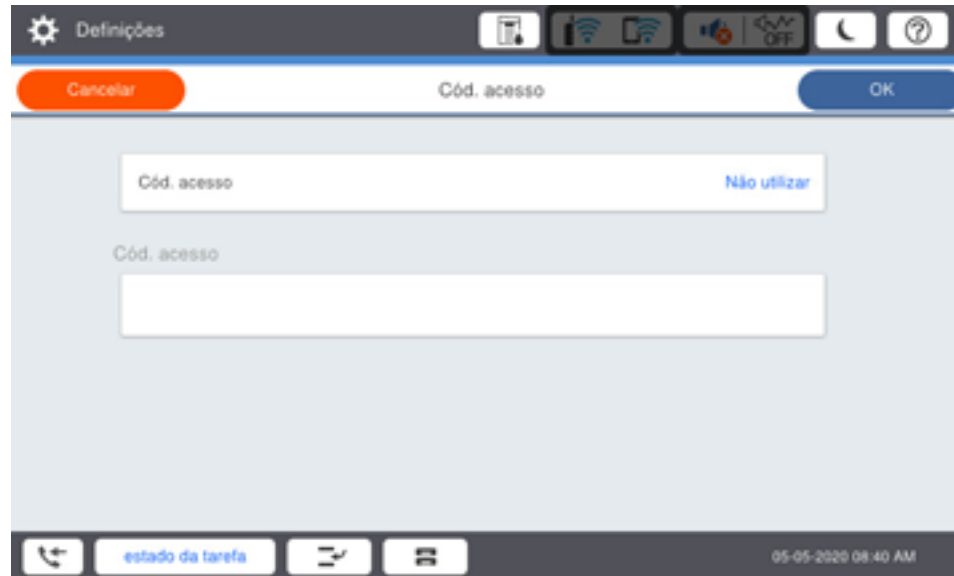 Definições
OFF
Cancelar
Cód. acesso
OK
Cód. acesso
Não utilizar
Cód. acesso
estado da tarefa
05-05-2020 08:40 AM